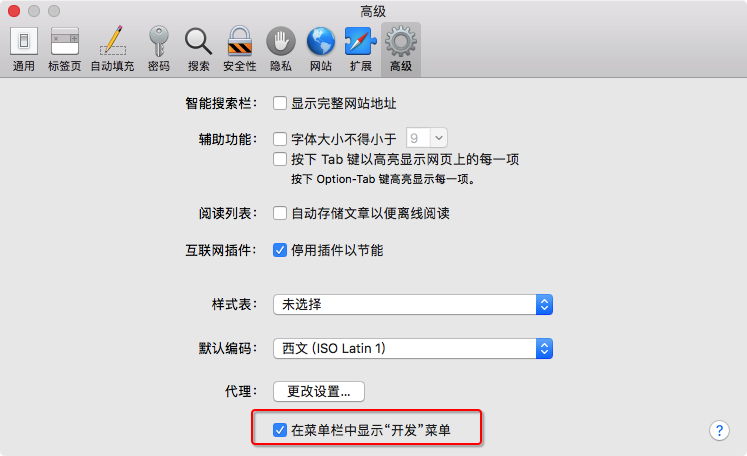 高级
通用 标签页 自动填充 密码 搜索 安全性 隐私 网站 扩展 高级
智能搜索栏： 显示完整网站地址
辅助功能： 字体大小不得小于 9
按下 Tab 键以高亮显示网页上的每一项
按下 Option-Tab 键高亮显示每一项。
阅读列表： 自动存储文章以便离线阅读
互联网插件： 停用插件以节能
样式表： 未选择
默认编码： 西文 (ISO Latin 1)
代理： 更改设置...
在菜单栏中显示“开发”菜单 ?